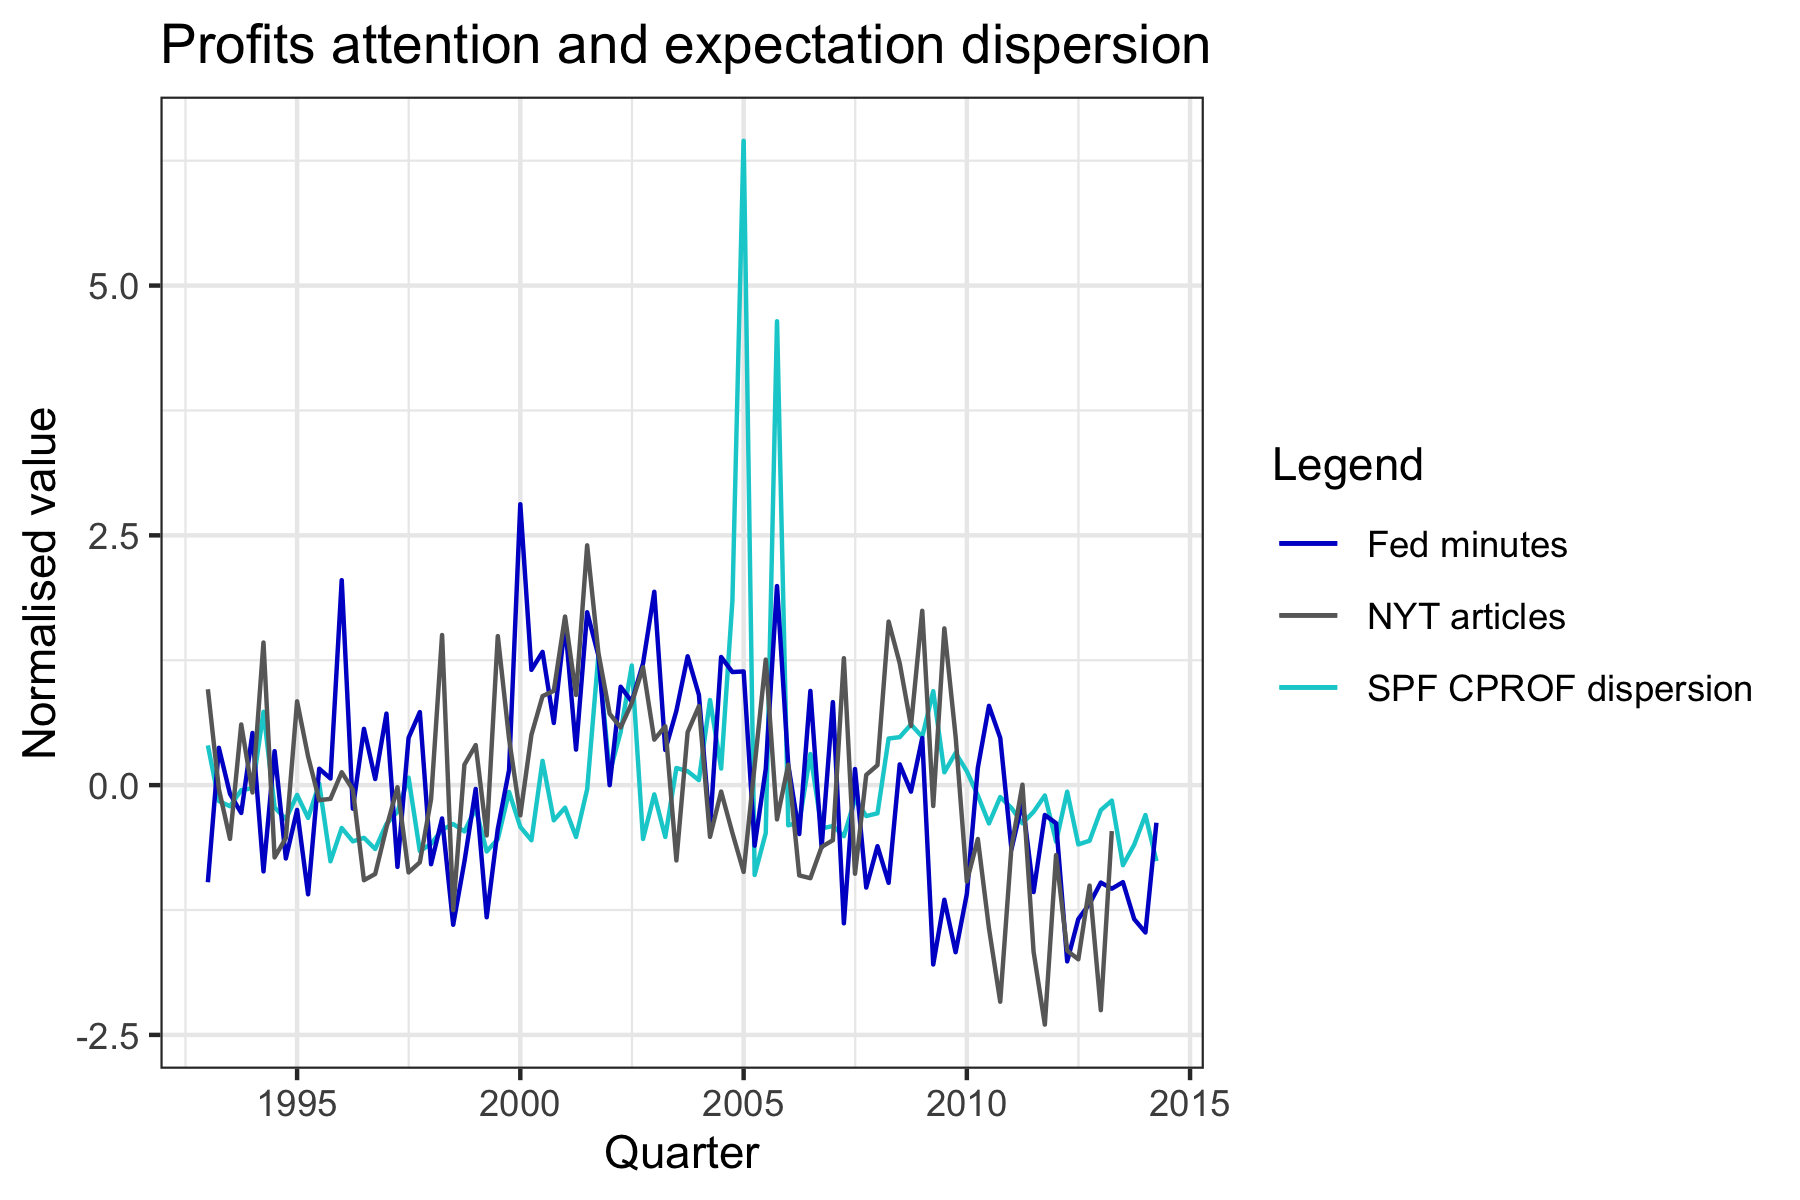 Profits attention and expectation dispersion
Normalised value
5.0
2.5
0.0
-2.5
1995 2000 2005 2010 2015
Quarter
Legend
Fed minutes
NYT articles
SPF CPROF dispersion